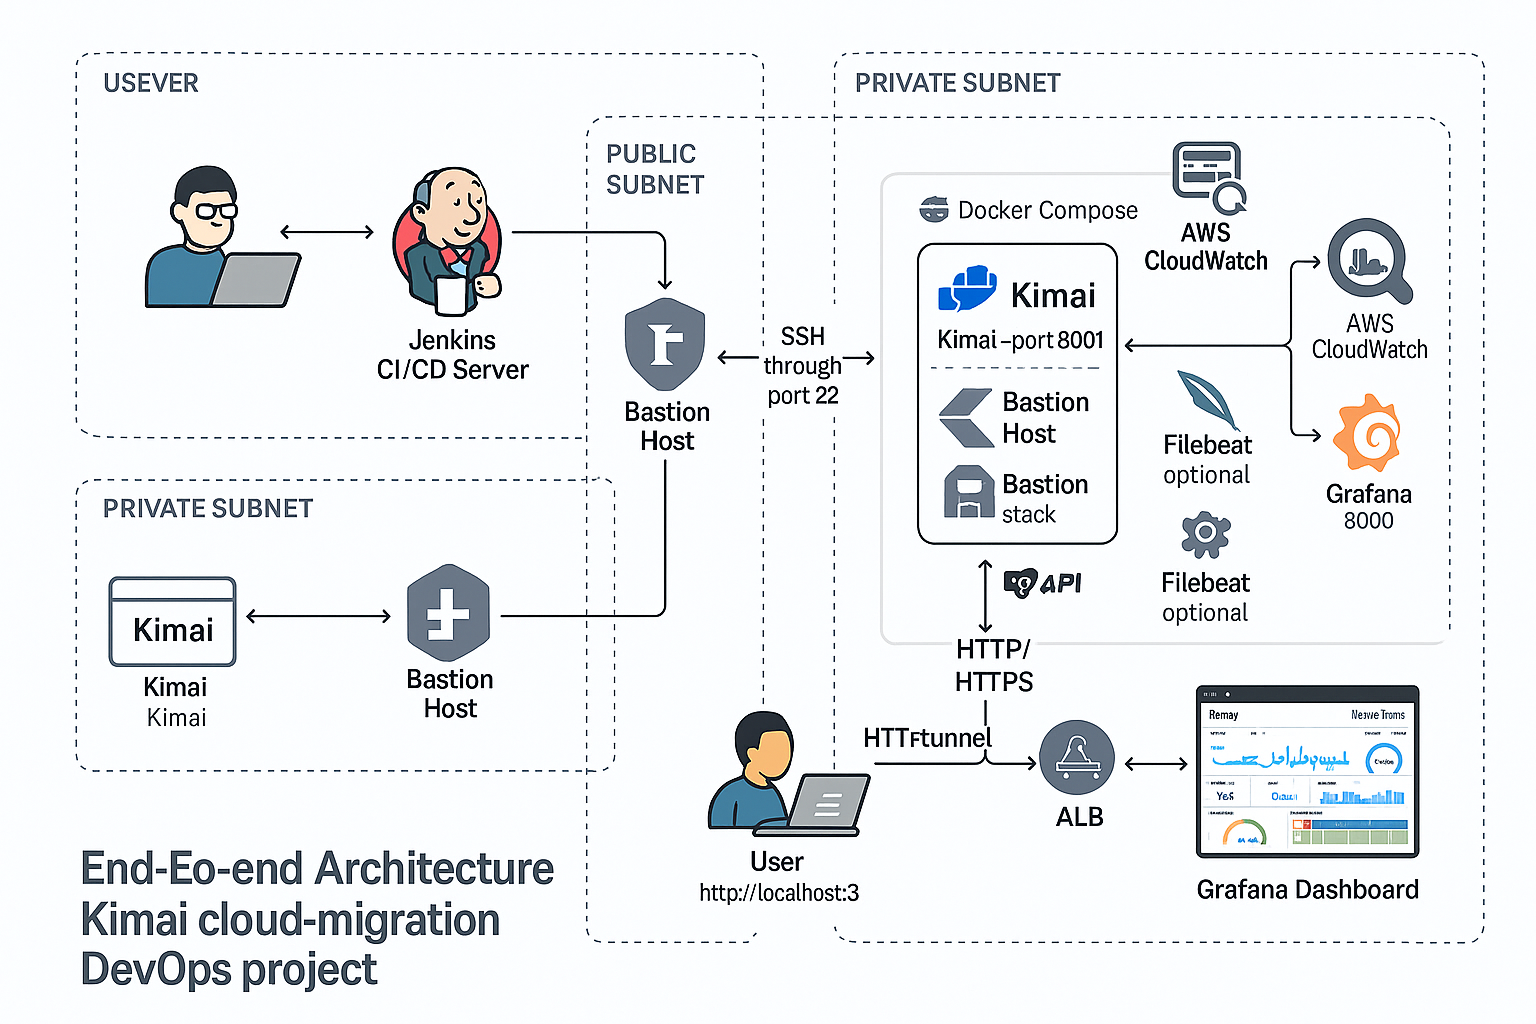 USEVER
Jenkins
CI/CD Server
PUBLIC
SUBNET
Bastion
Host
SSH
through
port 22
PRIVATE SUBNET
Docker Compose
Kimai
Kimai –port 8001
Bastion
Host
Bastion
stack
AWS
CloudWatch
AWS
CloudWatch
Filebeat
optional
Grafana
8000
Filebeat
optional
API
HTTP/
HTTPS
PRIVATE SUBNET
Kimai
Kimai
Kimai
Bastion
Host
HTTFtunnel
User
http://localhost:3
ALB
Remay
Yes
Grafana Dashboard
End-Eo-end Architecture
Kimai cloud-migration
DevOps project